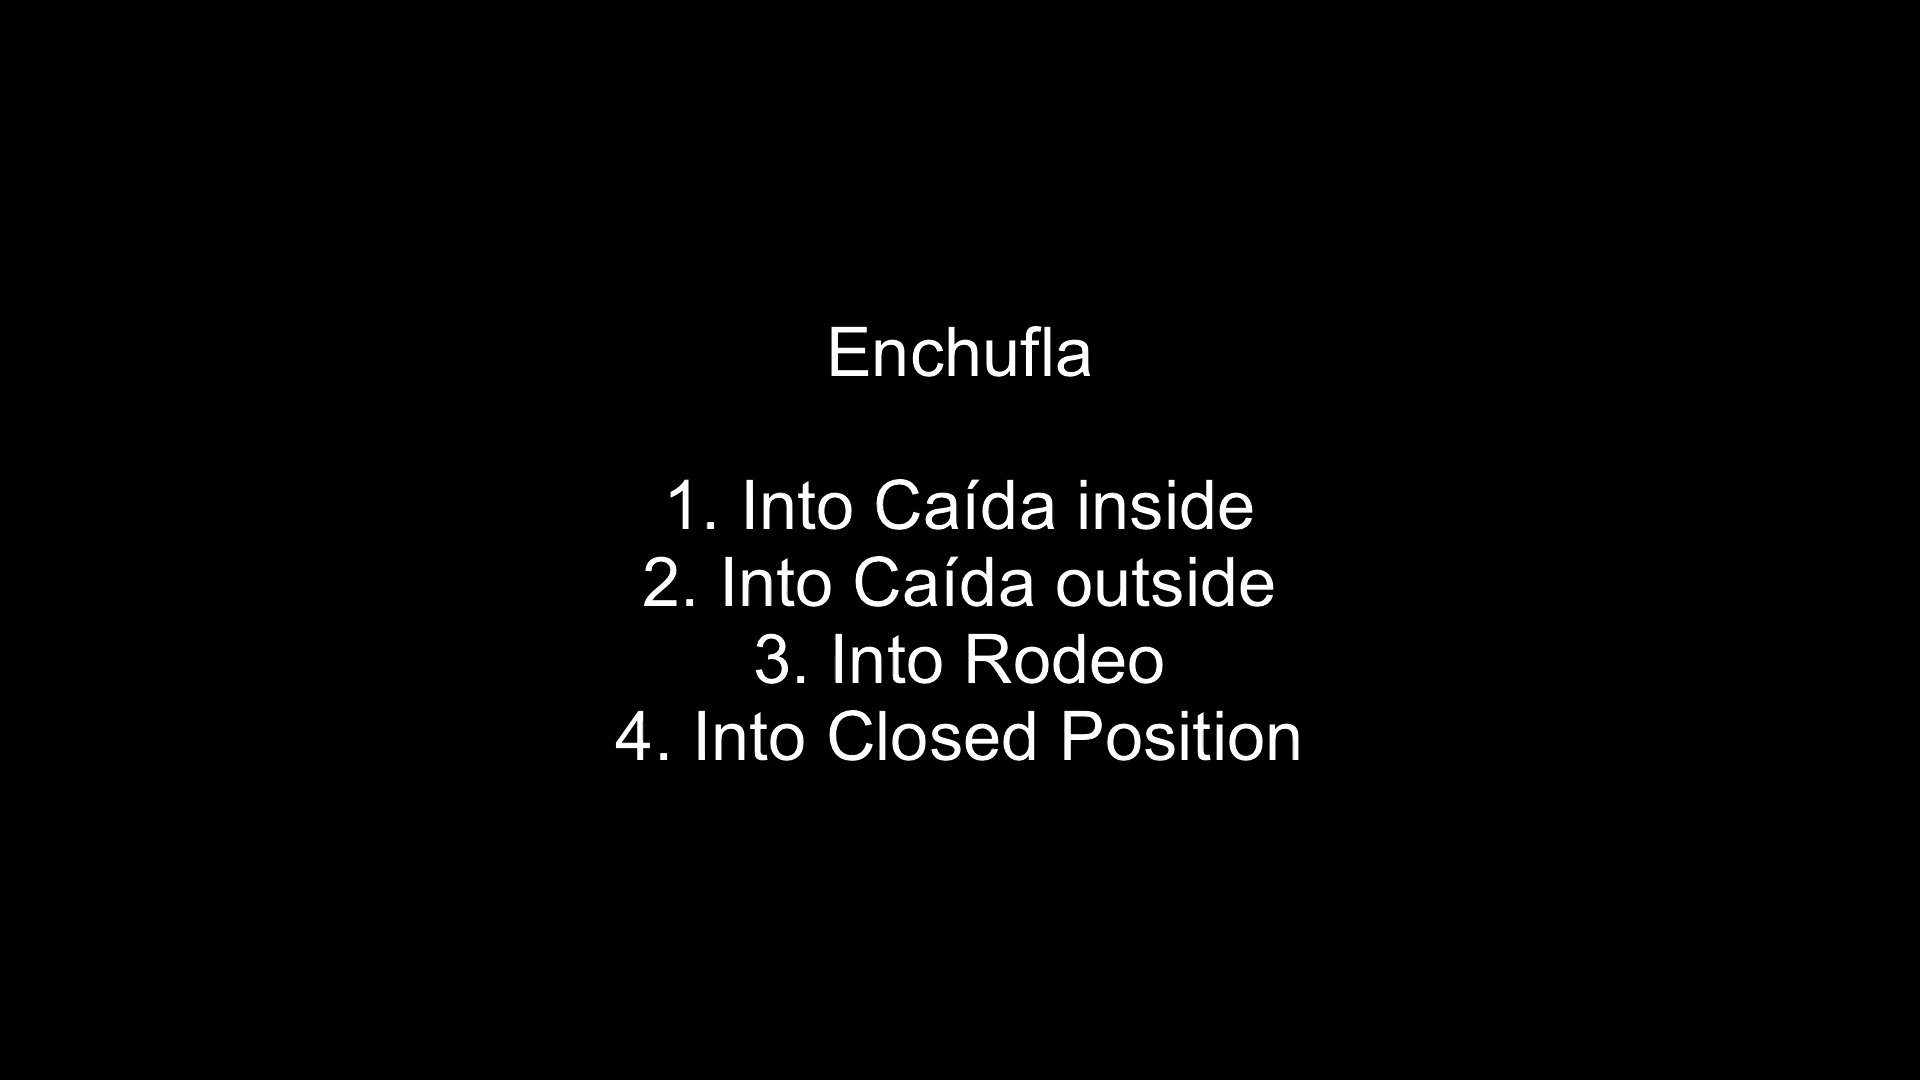 Enchufla
1. Into Caída inside
2. Into Caída outside
3. Into Rodeo
4. Into Closed Position